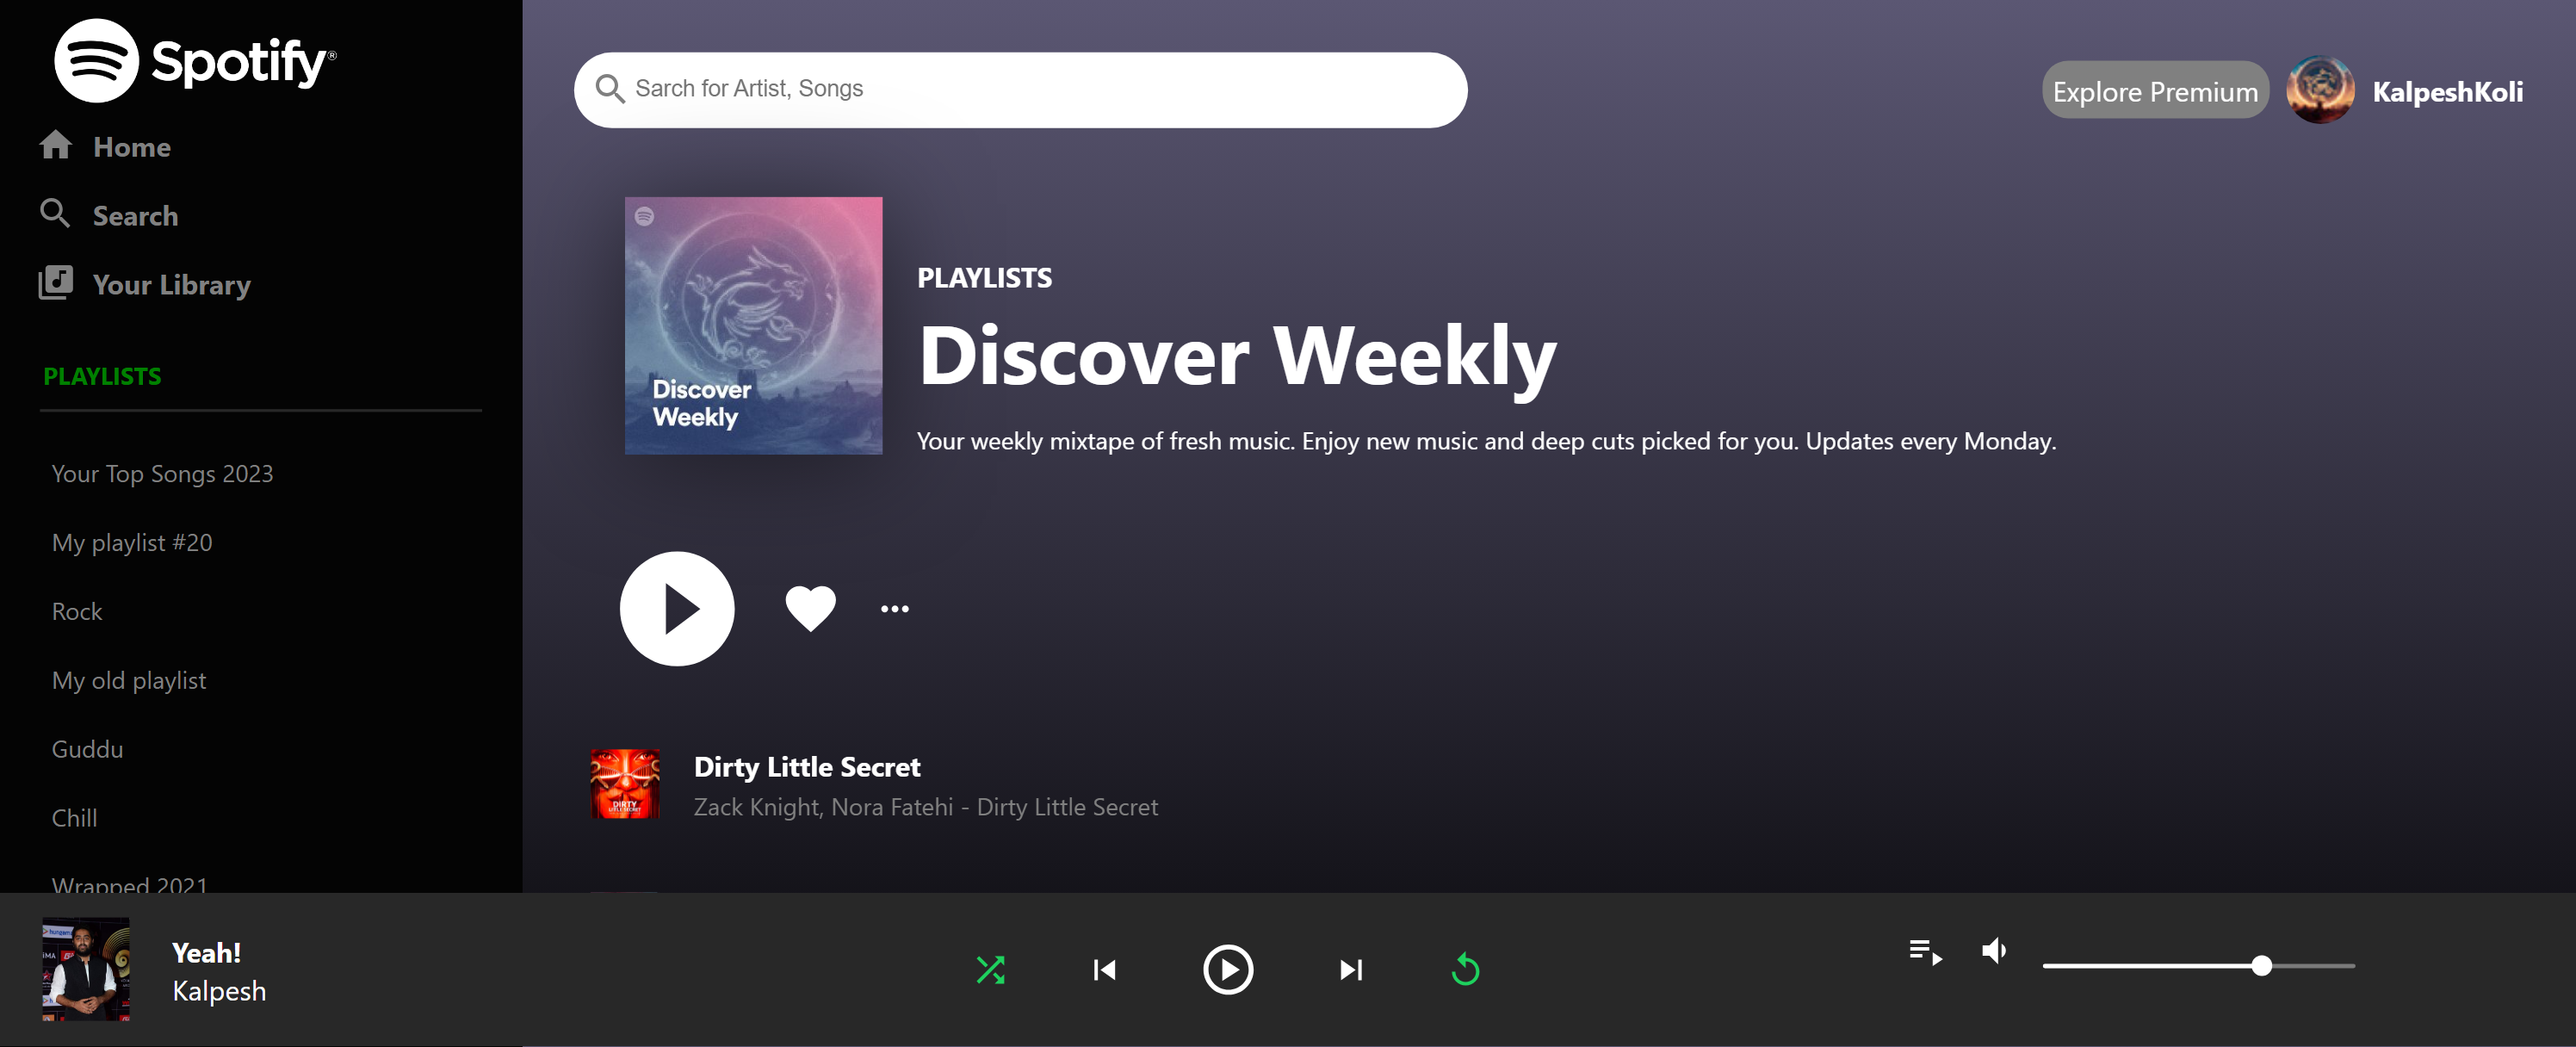 Spotify®
Home
Search
Your Library
PLAYLISTS
Your Top Songs 2023
My playlist #20
Rock
My old playlist
Guddu
Chill
Wrapped 2021
Sarch for Artist, Songs
Explore Premium
KalpeshKoli
Discover
Weekly
PLAYLISTS
Discover Weekly
Your weekly mixtape of fresh music. Enjoy new music and deep cuts picked for you. Updates every Monday.
DIRTY
LITTLE SECRET
Dirty Little Secret
Zack Knight, Nora Fatehi - Dirty Little Secret
Yeah!
Kalpesh